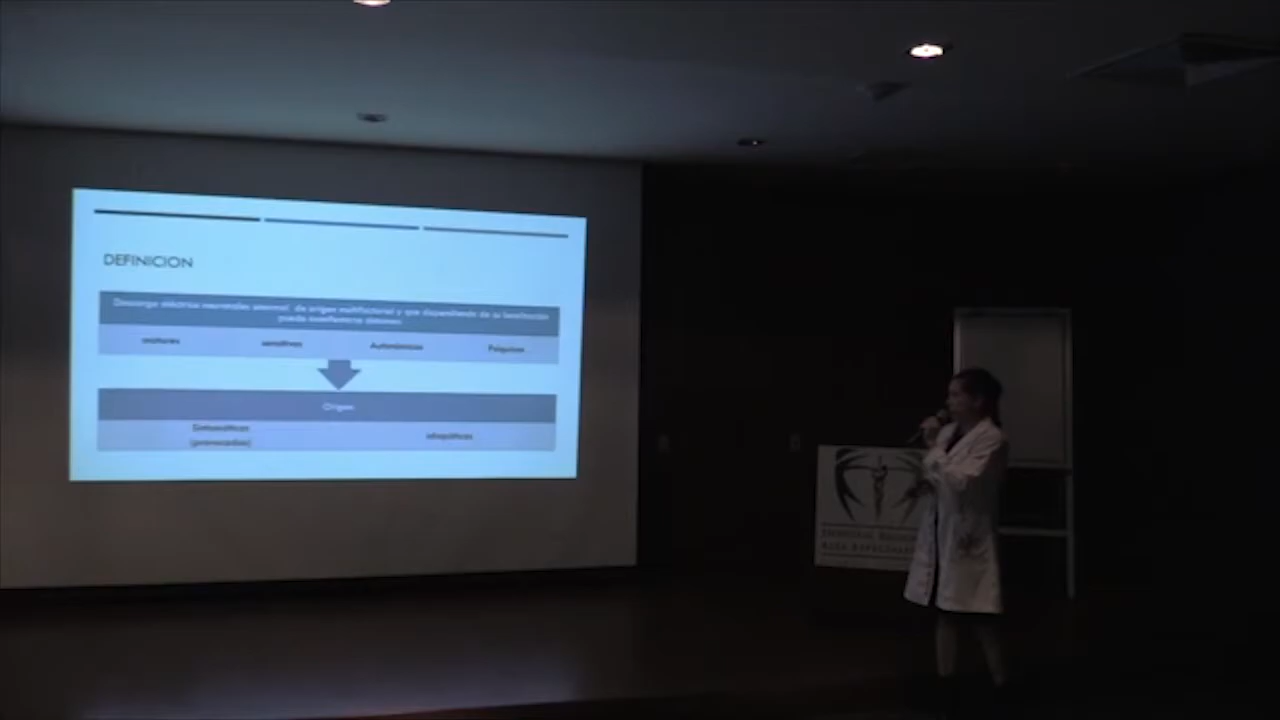 DEFINICION
Descarga eléctrica neuronales anormal de origen multifactorial y que dependiendo de su localización
puede manifestarse síntomas
motores sensitivos Autonómicos Psíquicos
Origen
Sintomáticas idiopáticas
(provocadas)